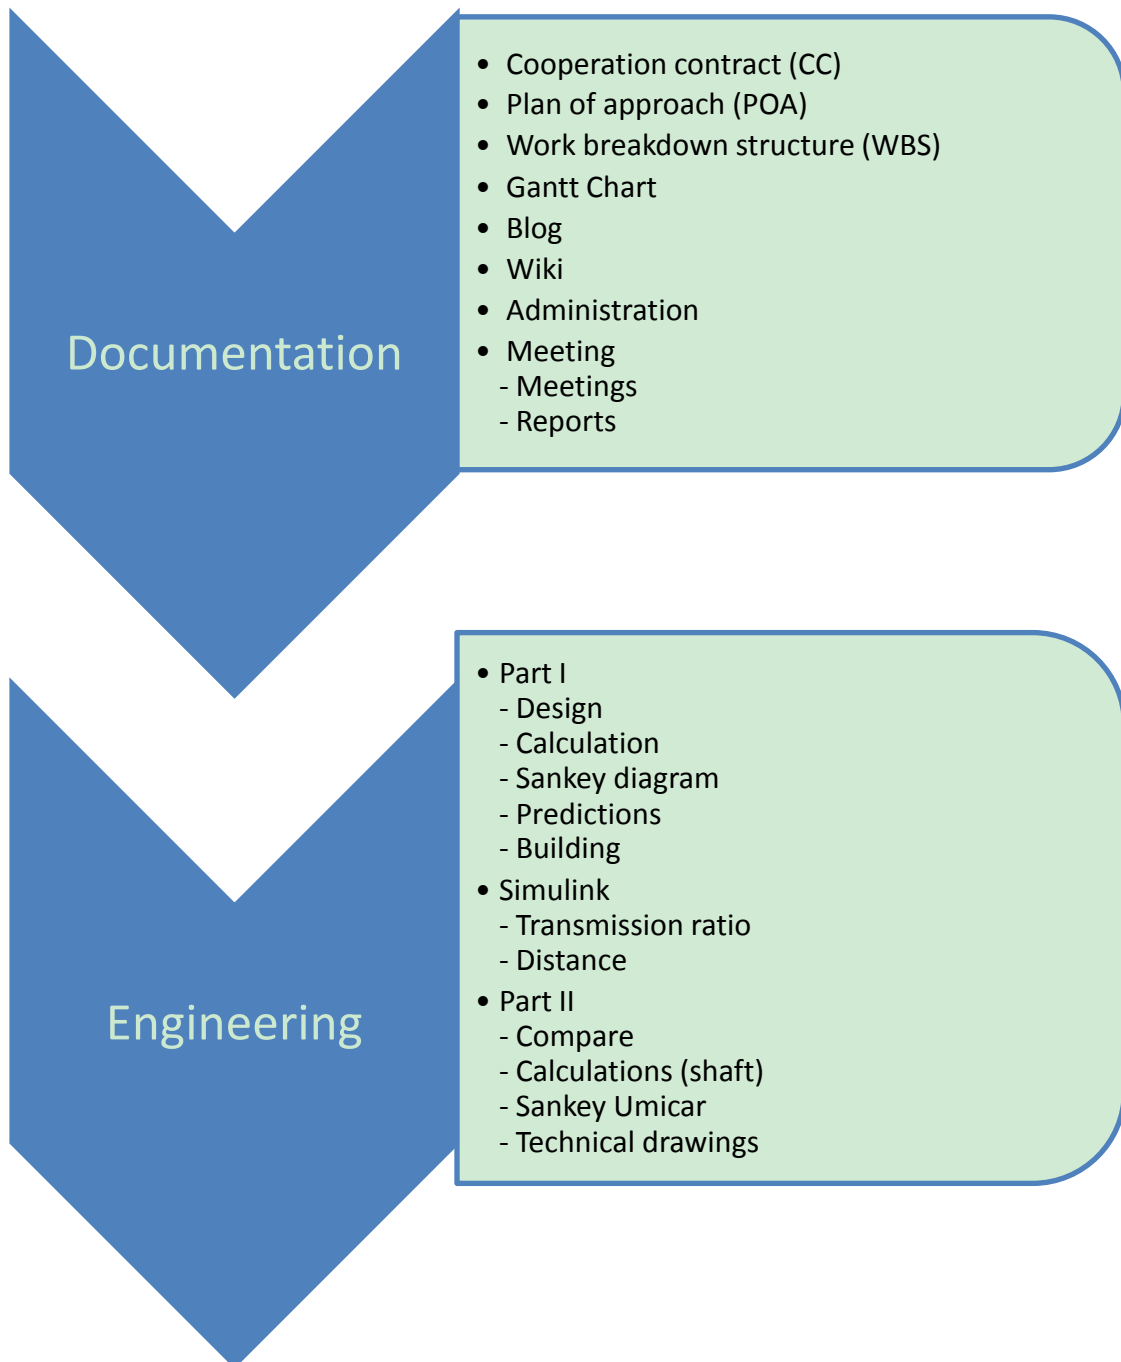 Documentation
• Cooperation contract (CC)
• Plan of approach (POA)
• Work breakdown structure (WBS)
• Gantt Chart
• Blog
• Wiki
• Administration
• Meeting
- Meetings
- Reports
Engineering
• Part I
- Design
- Calculation
- Sankey diagram
- Predictions
- Building
• Simulink
- Transmission ratio
- Distance
• Part II
- Compare
- Calculations (shaft)
- Sankey Umicar
- Technical drawings